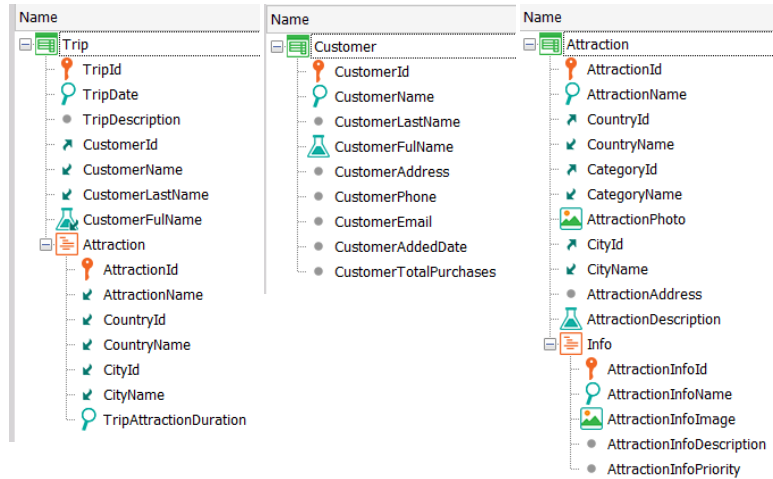 Name
Trip
TripId
TripDate
TripDescription
CustomerId
CustomerName
CustomerLastName
CustomerFulName
Attraction
AttractionId
AttractionName
CountryId
CountryName
CityId
CityName
TripAttractionDuration
Name
Customer
CustomerId
CustomerName
CustomerLastName
CustomerFulName
CustomerAddress
CustomerPhone
CustomerEmail
CustomerAddedDate
CustomerTotalPurchases
Name
Attraction
AttractionId
AttractionName
CountryId
CountryName
CategoryId
CategoryName
AttractionPhoto
CityId
CityName
AttractionAddress
AttractionDescription
Info
AttractionInfoId
AttractionInfoName
AttractionInfoImage
AttractionInfoDescription
AttractionInfoPriority